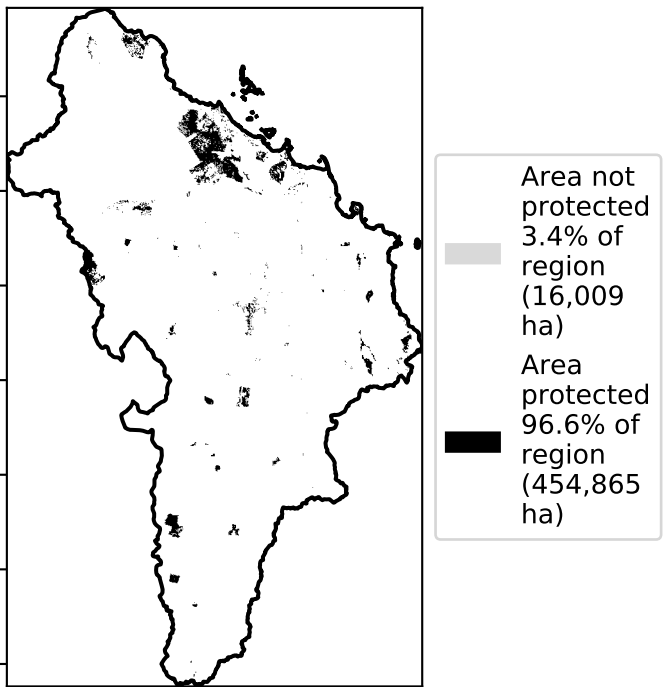 Area not
protected
3.4% of
region
(16,009
ha)
Area
protected
96.6% of
region
(454,865
ha)